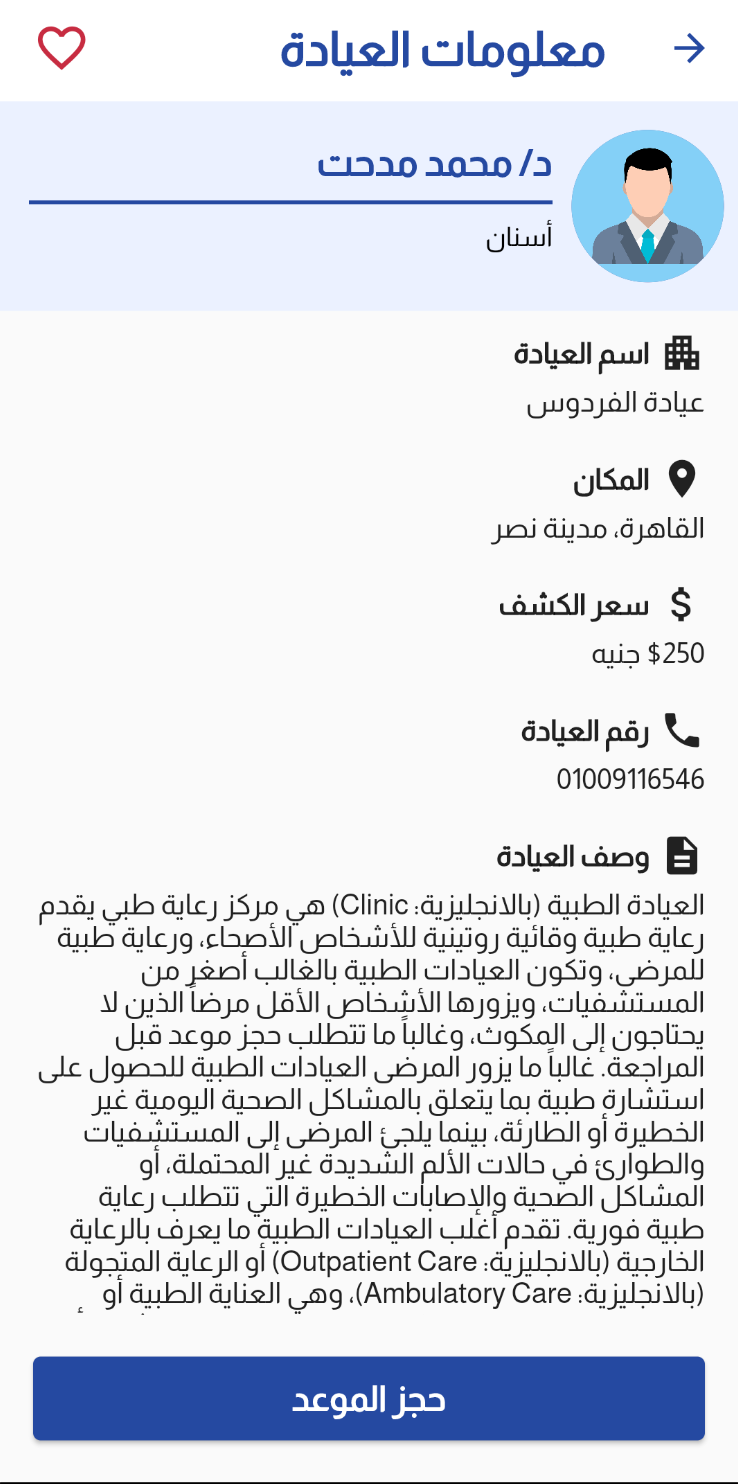 معلومات العيادة
د/ محمد مدحت
أسنان
اسم العيادة
عيادة الفردوس
المكان
القاهرة، مدينة نصر
سعر الكشف
250$ جنيه
رقم العيادة
01009116546
وصف العيادة
العيادة الطبية (بالانجليزية: Clinic) هي مركز رعاية طبي يقدم
رعاية طبية وقائية روتينية للأشخاص الأصحاء، ورعاية طبية
للمرضى، وتكون العيادات الطبية بالغالب أصغر من
المستشفيات، ويزورها الأشخاص الأقل مرضاً الذين لا
يحتاجون إلى المكوث، وغالباً ما تتطلب حجز موعد قبل
المراجعة. غالباً ما يزور المرضى العيادات الطبية للحصول على
استشارة طبية بما يتعلق بالمشاكل الصحية اليومية غير
الخطيرة أو الطارئة، بينما يلجئ المرضى إلى المستشفيات
والطوارئ في حالات الألم الشديدة غير المحتملة، أو
المشاكل الصحية والإصابات الخطيرة التي تتطلب رعاية
طبية فورية. تقدم أغلب العيادات الطبية ما يعرف بالرعاية
الخارجية (بالانجليزية: Outpatient Care) أو الرعاية المتجولة
(بالانجليزية: Ambulatory Care)، وهي العناية الطبية أو
حجز الموعد